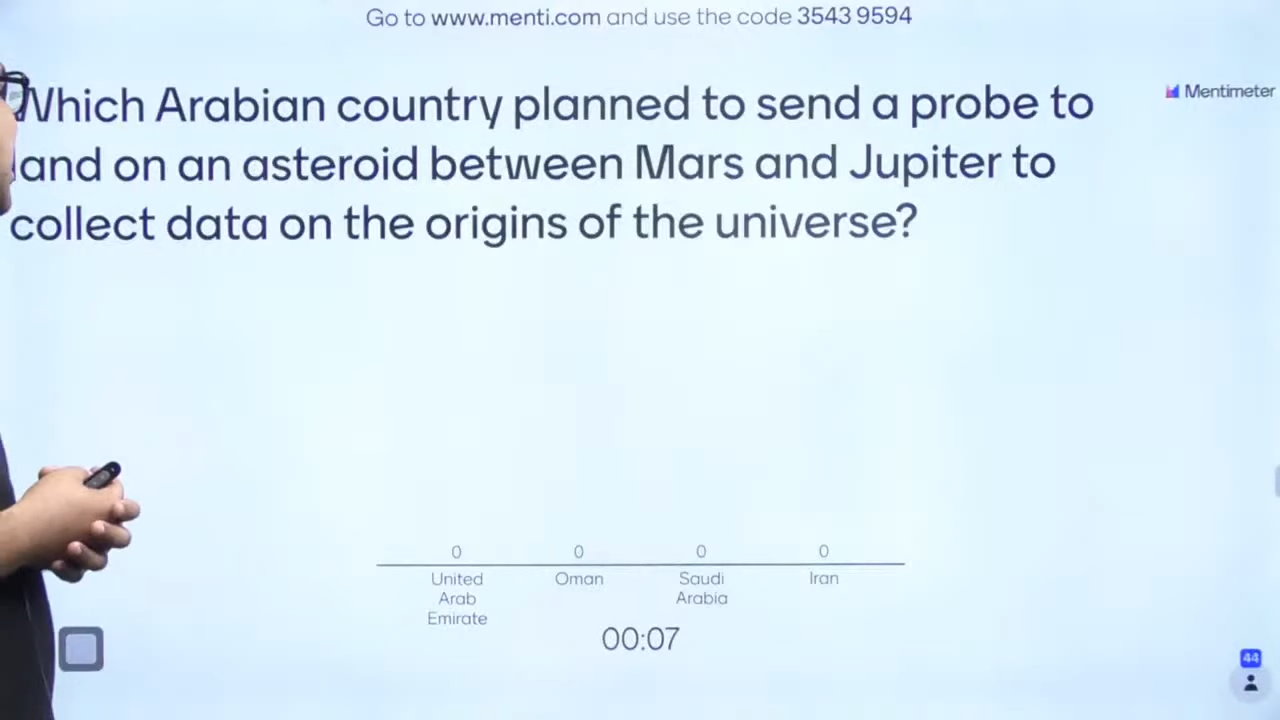 Go to www.menti.com and use the code 3543 9594
Which Arabian country planned to send a probe to
Mentimeter
land on an asteroid between Mars and Jupiter to
collect data on the origins of the universe?
0 0 0 0
United Oman Saudi Iran
Arab Arabia
Emirate
00:07
44